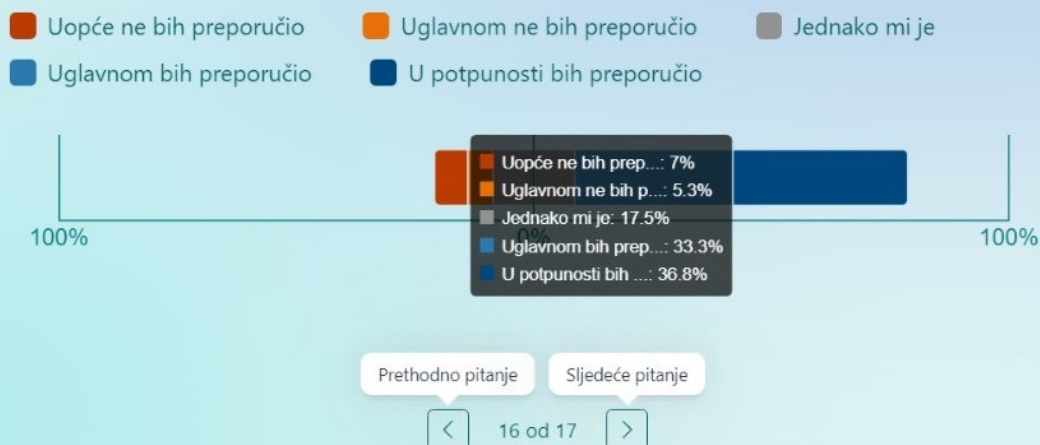 Uopće ne bih preporučio
Uglavnom ne bih preporučio
Jednako mi je
Uglavnom bih preporučio
U potpunosti bih preporučio
Uopće ne bih prep...: 7%
Uglavnom ne bih p...: 5.3%
Jednako mi je: 17.5%
Uglavnom bih prep...: 33.3%
U potpunosti bih ...: 36.8%
100%
0%
100%
Prethodno pitanje
Sljedeće pitanje
< 16 od 17 >